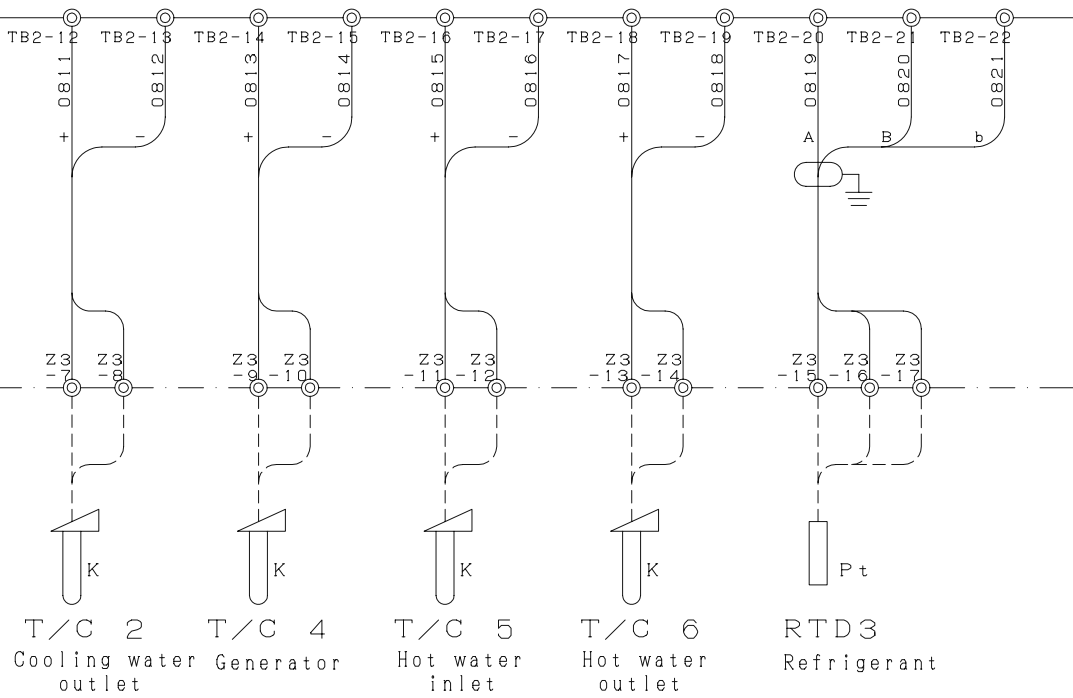 TB2-12 TB2-13 TB2-14 TB2-15 TB2-16 TB2-17 TB2-18 TB2-19 TB2-20 TB2-21 TB2-22
0811 0812 0813 0814 0815 0816 0817 0818 0819 0820 0821
+ - + - + - + - A B b
Z3 Z3 Z3 Z3 Z3 Z3 Z3 Z3 Z3 Z3 Z3
-7 -8 -9 -10 -11 -12 -13 -14 -15 -16 -17
K K K K Pt
T/C 2 T/C 4 T/C 5 T/C 6 RTD3
Cooling water Generator Hot water Hot water Refrigerant
outlet inlet outlet